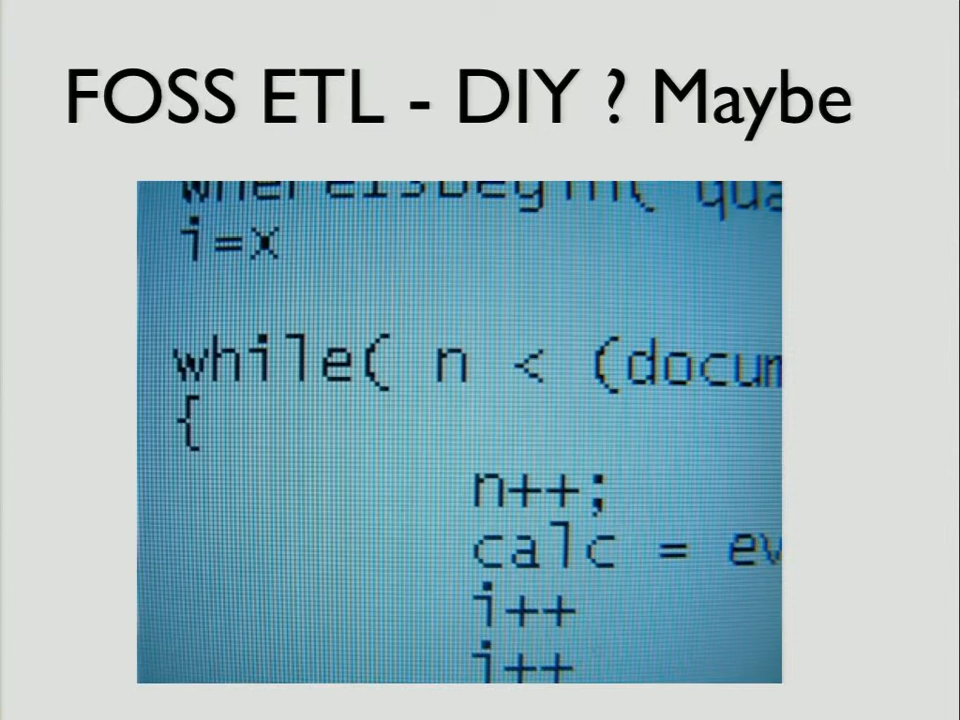 FOSS ETL - DIY ? Maybe
i=x
while( n < (docum
{
n++;
calc = ev
i++
i++